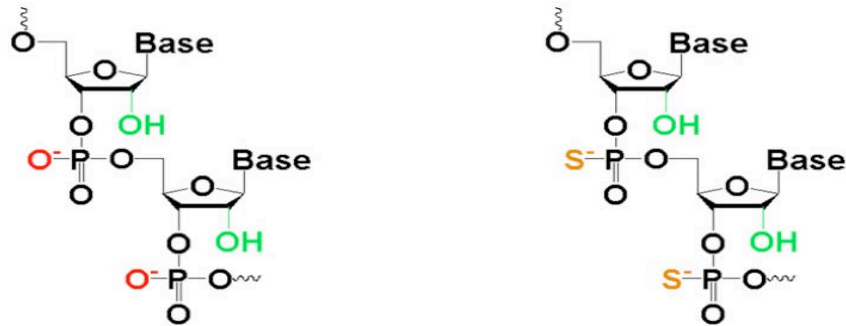 O Base O Base
O O
O OH O OH
O⁻ P O Base S⁻ P O Base
O O O O
O OH O OH
O⁻ P O S⁻ P O
O O